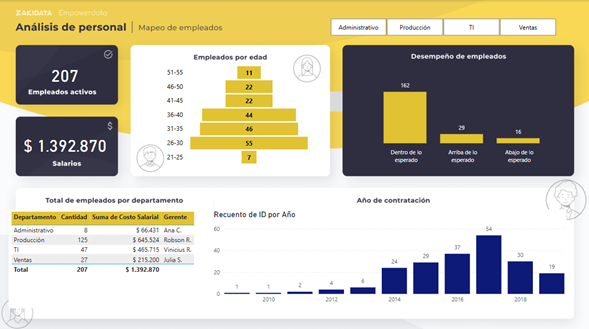 ZAKIDATA Empowerdata
Análisis de personal | Mapeo de empleados
Administrativo Producción TI Ventas
207
Empleados activos
$ 1.392.870
Salarios
Empleados por edad
51-55 11
46-50 22
41-45 22
36-40 44
31-35 46
26-30 55
21-25 7
Desempeño de empleados
162 29 16
Dentro de lo esperado
Arriba de lo esperado
Abajo de lo esperado
Total de empleados por departamento
Departamento Cantidad Suma de Costo Salarial Gerente
Administrativo 8 $ 66.431 Ana C.
Producción 125 $ 645.524 Robson R.
TI 47 $ 465.715 Vinicius R.
Ventas 27 $ 215.200 Julia S.
Total 207 $ 1.392.870
Año de contratación
Recuento de ID por Año
60
40
20
0
1 1 2 4 6 24 29 37 54 30 19
2010 2012 2014 2016 2018